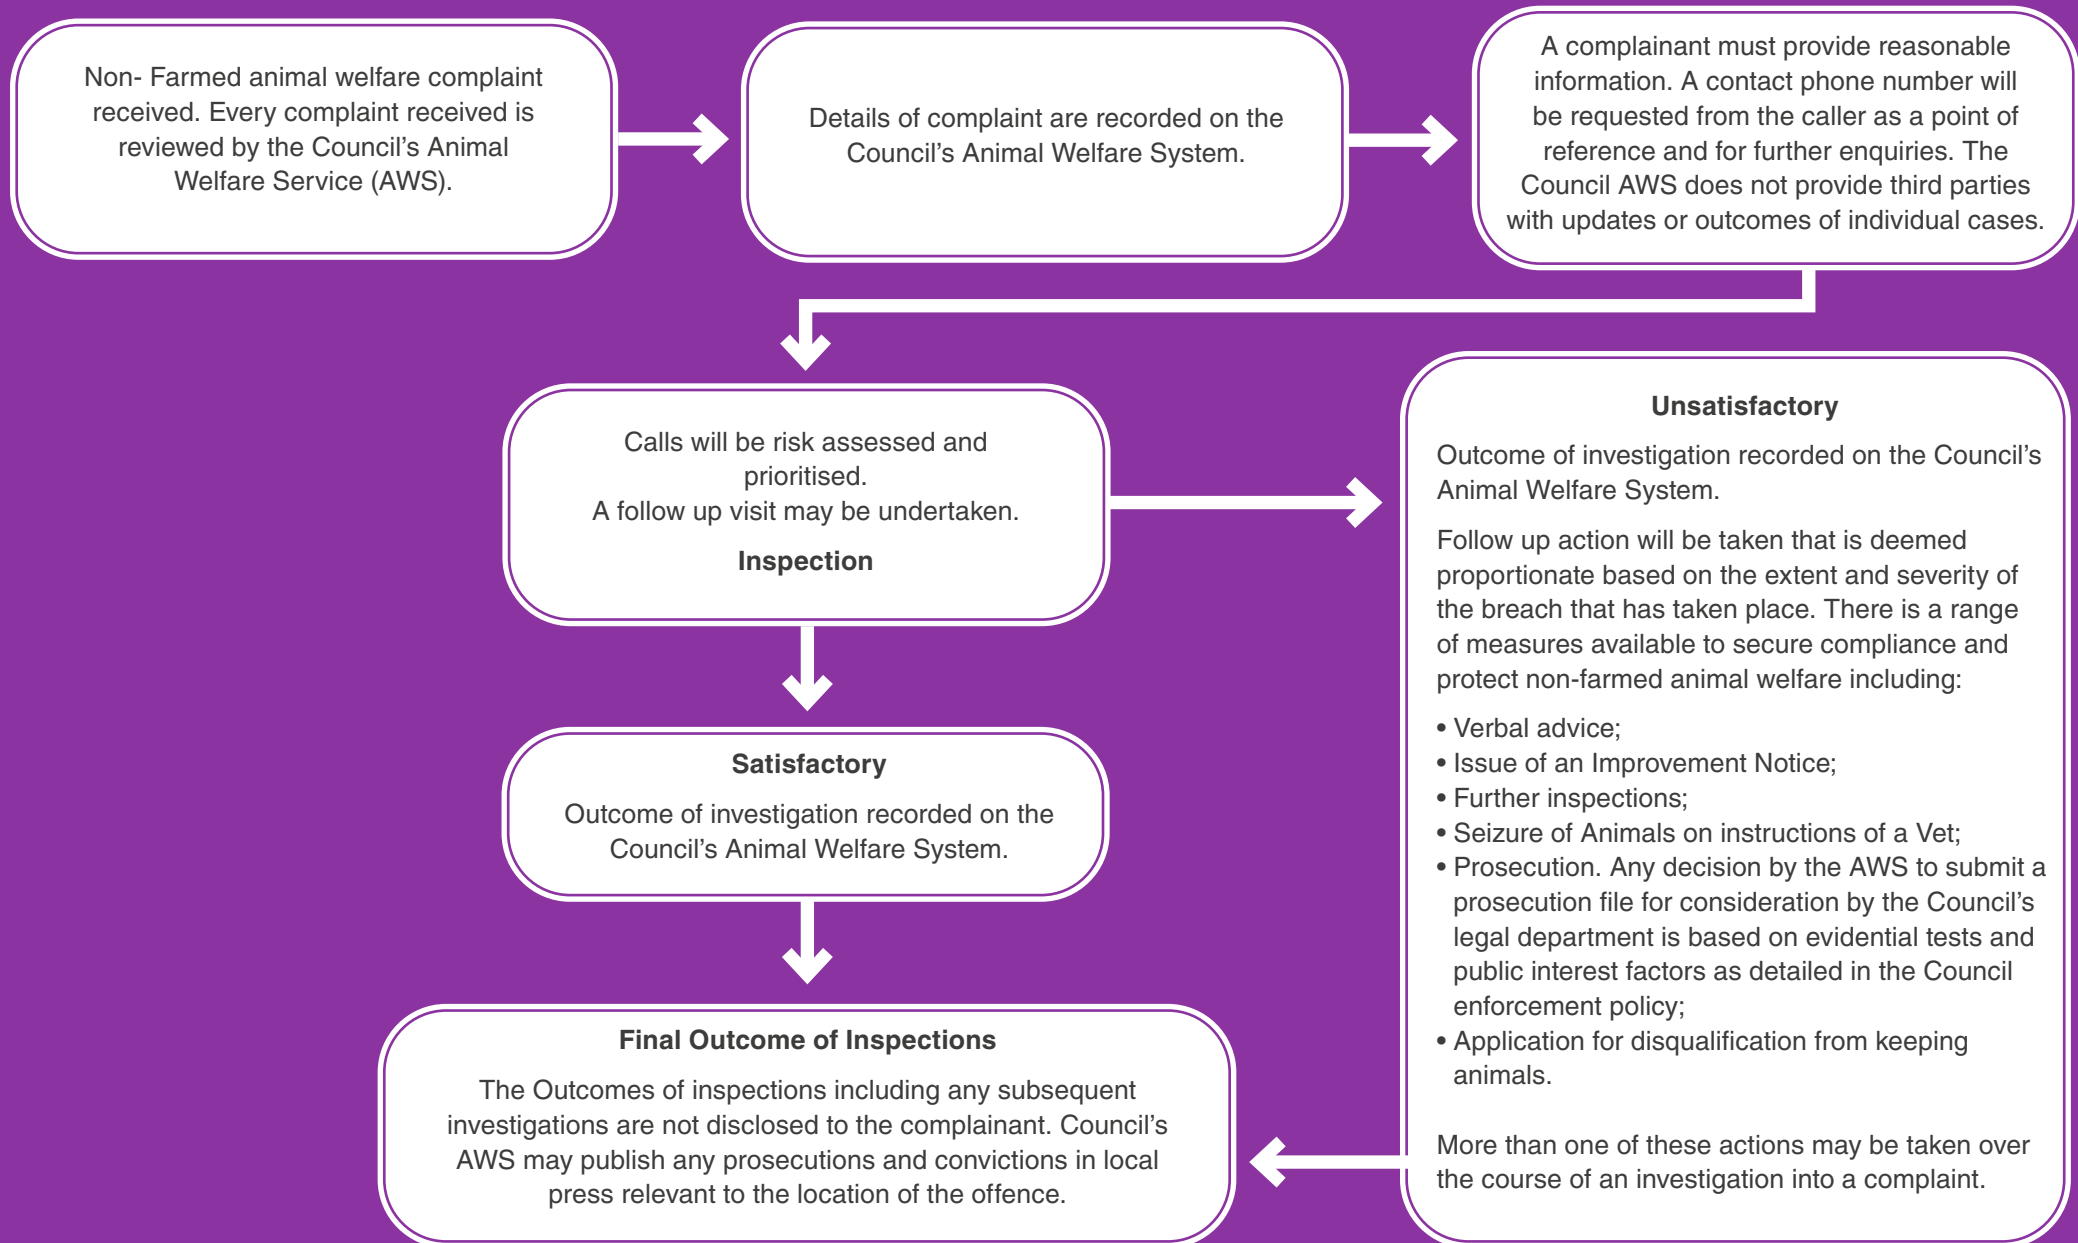 Non- Farmed animal welfare complaint
received. Every complaint received is
reviewed by the Council’s Animal
Welfare Service (AWS).
Details of complaint are recorded on the
Council’s Animal Welfare System.
A complainant must provide reasonable
information. A contact phone number will
be requested from the caller as a point of
reference and for further enquiries. The
Council AWS does not provide third parties
with updates or outcomes of individual cases.
Calls will be risk assessed and
prioritised.
A follow up visit may be undertaken.
Inspection
Unsatisfactory
Outcome of investigation recorded on the Council’s
Animal Welfare System.
Follow up action will be taken that is deemed
proportionate based on the extent and severity of
the breach that has taken place. There is a range
of measures available to secure compliance and
protect non-farmed animal welfare including:
• Verbal advice;
• Issue of an Improvement Notice;
• Further inspections;
• Seizure of Animals on instructions of a Vet;
• Prosecution. Any decision by the AWS to submit a
prosecution file for consideration by the Council’s
legal department is based on evidential tests and
public interest factors as detailed in the Council
enforcement policy;
• Application for disqualification from keeping
animals.
More than one of these actions may be taken over
the course of an investigation into a complaint.
Satisfactory
Outcome of investigation recorded on the
Council’s Animal Welfare System.
Final Outcome of Inspections
The Outcomes of inspections including any subsequent
investigations are not disclosed to the complainant. Council’s
AWS may publish any prosecutions and convictions in local
press relevant to the location of the offence.